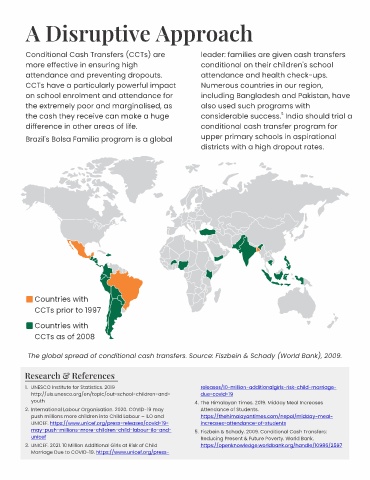 A Disruptive Approach
Conditional Cash Transfers (CCTs) are
more effective in ensuring high
attendance and preventing dropouts.
CCTs have a particularly powerful impact
on school enrolment and attendance for
the extremely poor and marginalised, as
the cash they receive can make a huge
difference in other areas of life.
Brazil's Bolsa Familia program is a global
leader: families are given cash transfers
conditional on their children's school
attendance and health check-ups.
Numerous countries in our region,
including Bangladesh and Pakistan, have
also used such programs with
considerable success.⁵ India should trial a
conditional cash transfer program for
upper primary schools in aspirational
districts with a high dropout rates.
Countries with
CCTs prior to 1997
Countries with
CCTs as of 2008
The global spread of conditional cash transfers. Source: Fiszbein & Schady (World Bank), 2009.
Research & References
1. UNESCO Institute for Statistics. 2019
http://uis.unesco.org/en/topic/out-school-children-and-
youth
2. International Labour Organisation. 2020. COVID-19 may
push millions more children into Child Labour – ILO and
UNICEF. https://www.unicef.org/press-releases/covid-19-
may-push-millions-more-children-child-labour-ilo-and-
unicef
3. UNICEF. 2021. 10 Million Additional Girls at Risk of Child
Marriage Due to COVID-19. https://www.unicef.org/press-
releases/10-million-additional-girls-risk-child-marriage-
due-covid-19
4. The Himalayan Times. 2019. Midday Meal Increases
Attendance of Students.
https://thehimalayantimes.com/nepal/midday-meal-
increases-attendance-of-students
5. Fiszbein & Schady. 2009. Conditional Cash Transfers:
Reducing Present & Future Poverty. World Bank.
https://openknowledge.worldbank.org/handle/10986/2597